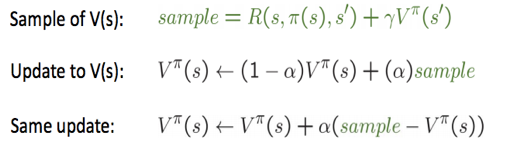 Sample of V(s): sample = R(s, π(s), s′) + γV^π(s′)
Update to V(s): V^π(s) ← (1 − α)V^π(s) + (α)sample
Same update: V^π(s) ← V^π(s) + α(sample − V^π(s))